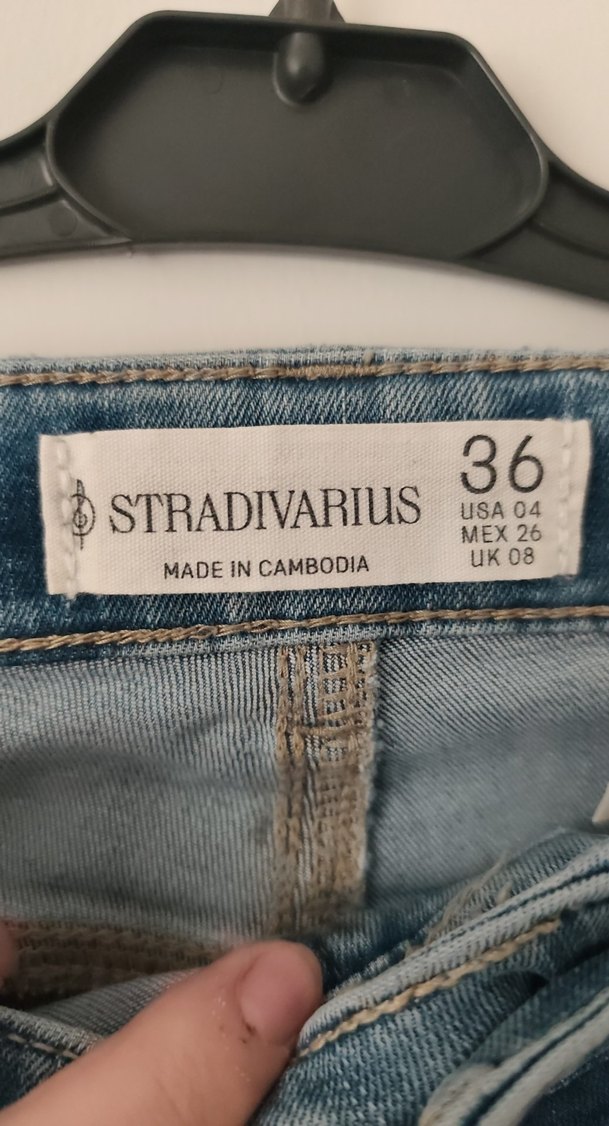 STRADIVARIUS
MADE IN CAMBODIA
36
USA 04
MEX 26
UK 08